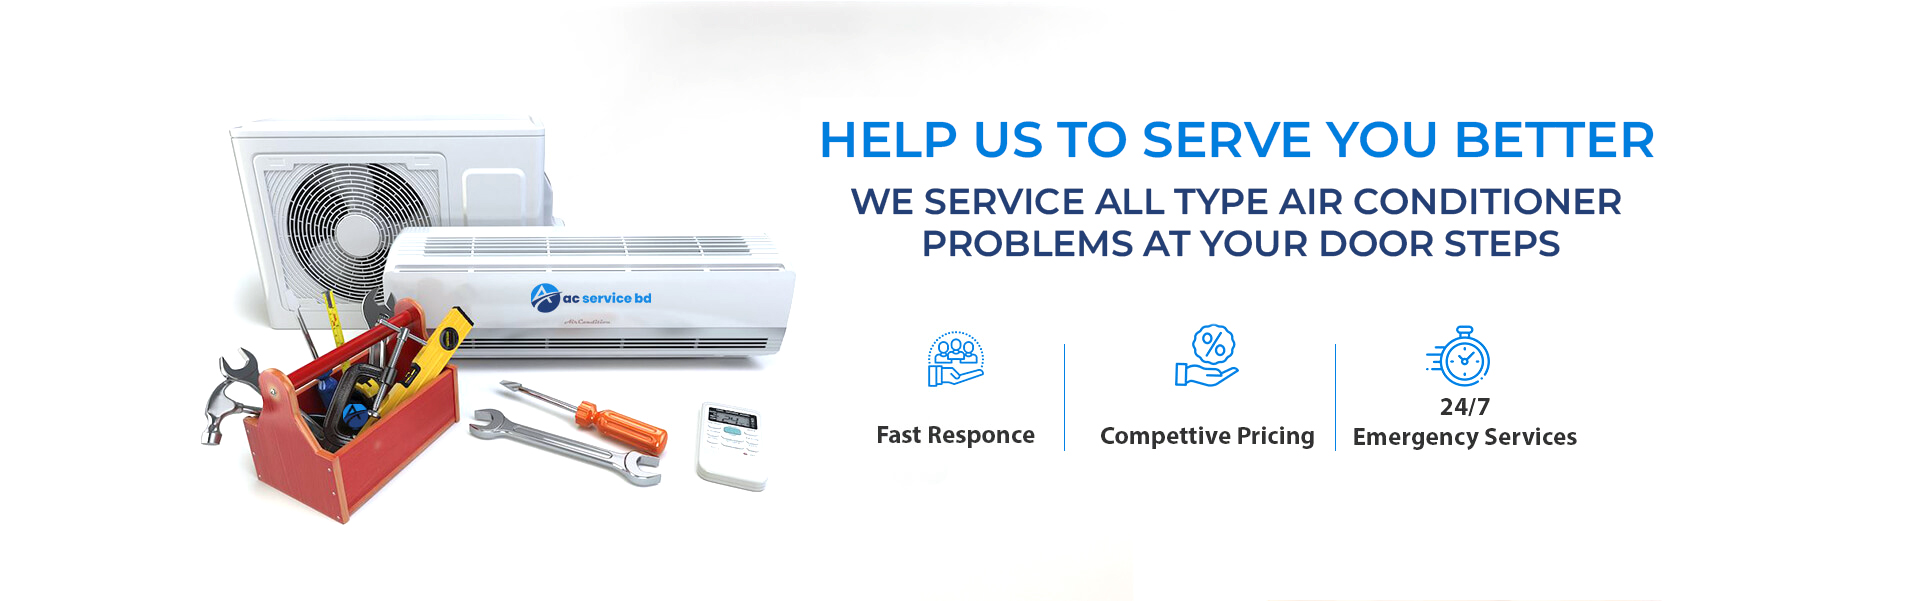 HELP US TO SERVE YOU BETTER
WE SERVICE ALL TYPE AIR CONDITIONER
PROBLEMS AT YOUR DOOR STEPS
ac service bd
AirCondition
Fast Responce
Compettive Pricing
24/7
Emergency Services